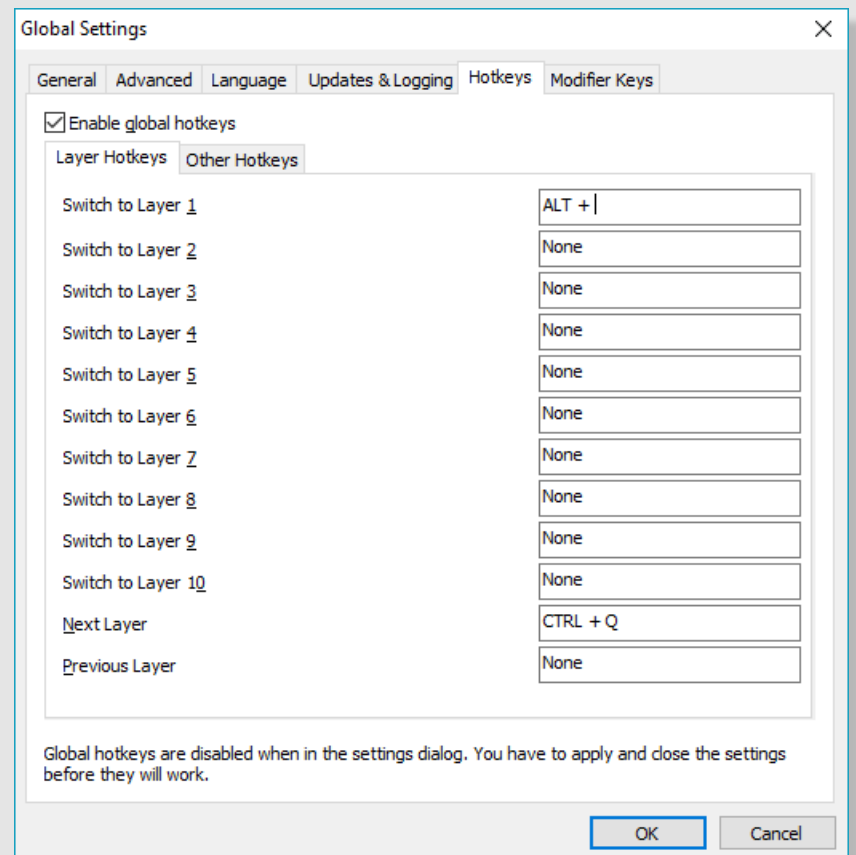 Global Settings
General Advanced Language Updates & Logging Hotkeys Modifier Keys
Enable global hotkeys
Layer Hotkeys Other Hotkeys
Switch to Layer 1 ALT +
Switch to Layer 2 None
Switch to Layer 3 None
Switch to Layer 4 None
Switch to Layer 5 None
Switch to Layer 6 None
Switch to Layer 7 None
Switch to Layer 8 None
Switch to Layer 9 None
Switch to Layer 10 None
Next Layer CTRL + Q
Previous Layer None
Global hotkeys are disabled when in the settings dialog. You have to apply and close the settings
before they will work.
OK Cancel